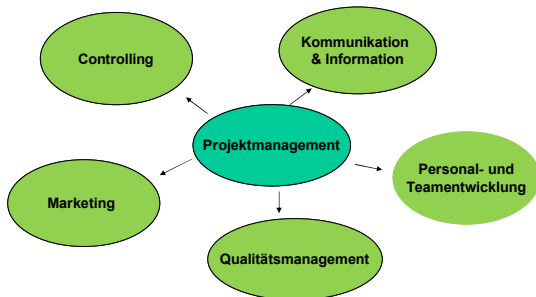 Kommunikation
& Information
Controlling
Projektmanagement
Personal- und
Teamentwicklung
Marketing
Qualitätsmanagement